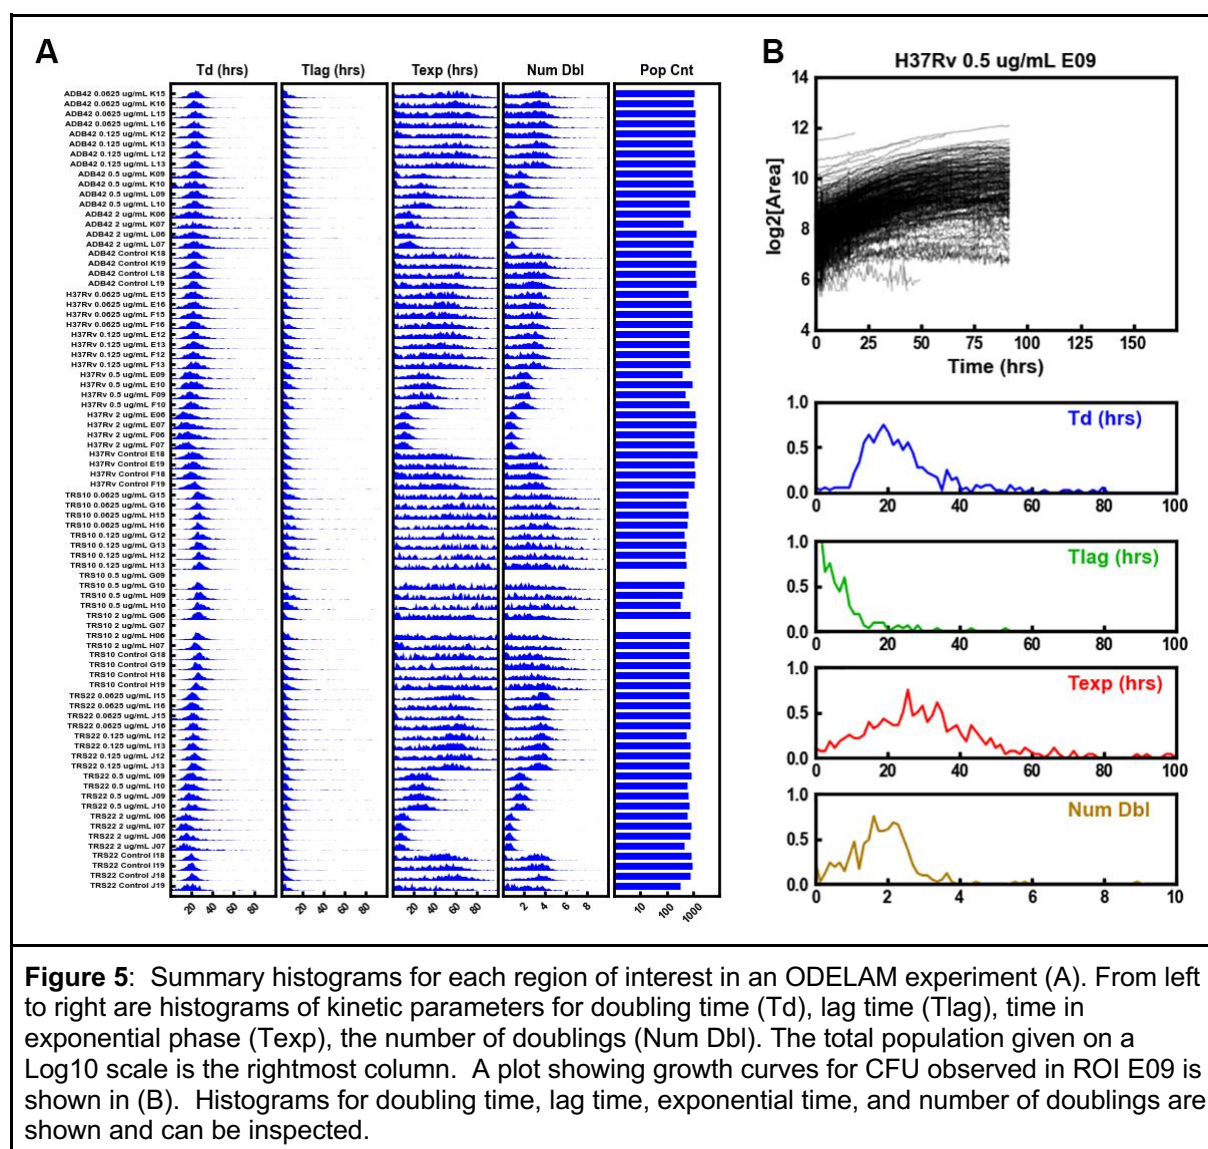 A
Td (hrs)
Tlag (hrs)
Texp (hrs)
Num Dbl
Pop Cnt
ADB42 0.0625 ug/mL K15
ADB42 0.0625 ug/mL K16
ADB42 0.0625 ug/mL L15
ADB42 0.0625 ug/mL L16
ADB42 0.125 ug/mL K12
ADB42 0.125 ug/mL K13
ADB42 0.125 ug/mL L12
ADB42 0.125 ug/mL L13
ADB42 0.5 ug/mL K09
ADB42 0.5 ug/mL K10
ADB42 0.5 ug/mL L09
ADB42 0.5 ug/mL L10
ADB42 2 ug/mL K06
ADB42 2 ug/mL K07
ADB42 2 ug/mL L06
ADB42 2 ug/mL L07
ADB42 Control K18
ADB42 Control K19
ADB42 Control L18
ADB42 Control L19
H37Rv 0.0625 ug/mL E15
H37Rv 0.0625 ug/mL E16
H37Rv 0.0625 ug/mL F15
H37Rv 0.0625 ug/mL F16
H37Rv 0.125 ug/mL E12
H37Rv 0.125 ug/mL E13
H37Rv 0.125 ug/mL F12
H37Rv 0.125 ug/mL F13
H37Rv 0.5 ug/mL E09
H37Rv 0.5 ug/mL E10
H37Rv 0.5 ug/mL F09
H37Rv 0.5 ug/mL F10
H37Rv 2 ug/mL E06
H37Rv 2 ug/mL E07
H37Rv 2 ug/mL F06
H37Rv 2 ug/mL F07
H37Rv Control E18
H37Rv Control E19
H37Rv Control F18
H37Rv Control F19
TRS10 0.0625 ug/mL G15
TRS10 0.0625 ug/mL G16
TRS10 0.0625 ug/mL H15
TRS10 0.0625 ug/mL H16
TRS10 0.125 ug/mL G12
TRS10 0.125 ug/mL G13
TRS10 0.125 ug/mL H12
TRS10 0.125 ug/mL H13
TRS10 0.5 ug/mL G09
TRS10 0.5 ug/mL G10
TRS10 0.5 ug/mL H09
TRS10 0.5 ug/mL H10
TRS10 2 ug/mL G06
TRS10 2 ug/mL G07
TRS10 2 ug/mL H06
TRS10 2 ug/mL H07
TRS10 Control G18
TRS10 Control G19
TRS10 Control H18
TRS10 Control H19
TRS22 0.0625 ug/mL I15
TRS22 0.0625 ug/mL I16
TRS22 0.0625 ug/mL J15
TRS22 0.0625 ug/mL J16
TRS22 0.125 ug/mL I12
TRS22 0.125 ug/mL I13
TRS22 0.125 ug/mL J12
TRS22 0.125 ug/mL J13
TRS22 0.5 ug/mL I09
TRS22 0.5 ug/mL I10
TRS22 0.5 ug/mL J09
TRS22 0.5 ug/mL J10
TRS22 2 ug/mL I06
TRS22 2 ug/mL I07
TRS22 2 ug/mL J06
TRS22 2 ug/mL J07
TRS22 Control I18
TRS22 Control I19
TRS22 Control J18
TRS22 Control J19
20 40 60 80
20 40 60 80
20 40 60 80
2 4 6 8
10 100 1000
B
H37Rv 0.5 ug/mL E09
14
12
10
8
6
4
log2[Area]
0 25 50 75 100 125 150
Time (hrs)
1.0
0.5
0.0
Td (hrs)
0 20 40 60 80 100
1.0
0.5
0.0
Tlag (hrs)
0 20 40 60 80 100
1.0
0.5
0.0
Texp (hrs)
0 20 40 60 80 100
1.0
0.5
0.0
Num Dbl
0 2 4 6 8 10
Figure 5: Summary histograms for each region of interest in an ODELAM experiment (A). From left
to right are histograms of kinetic parameters for doubling time (Td), lag time (Tlag), time in
exponential phase (Texp), the number of doublings (Num Dbl). The total population given on a
Log10 scale is the rightmost column. A plot showing growth curves for CFU observed in ROI E09 is
shown in (B). Histograms for doubling time, lag time, exponential time, and number of doublings are
shown and can be inspected.